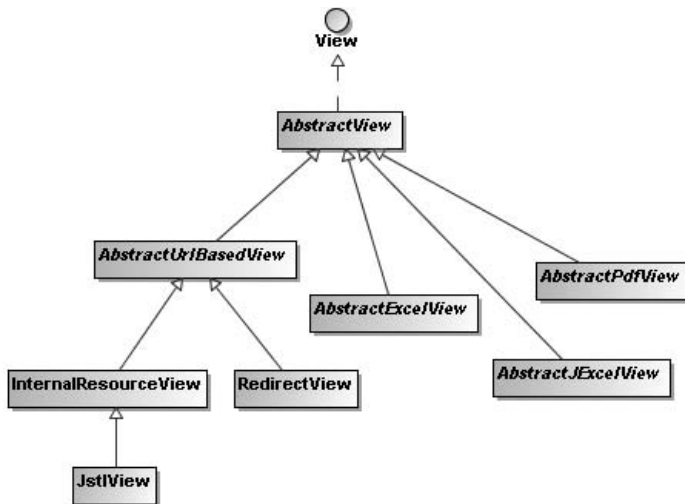 View
AbstractView
AbstractUrlBasedView
AbstractPdfView
AbstractExcelView
AbstractJExcelView
InternalResourceView
RedirectView
JstlView